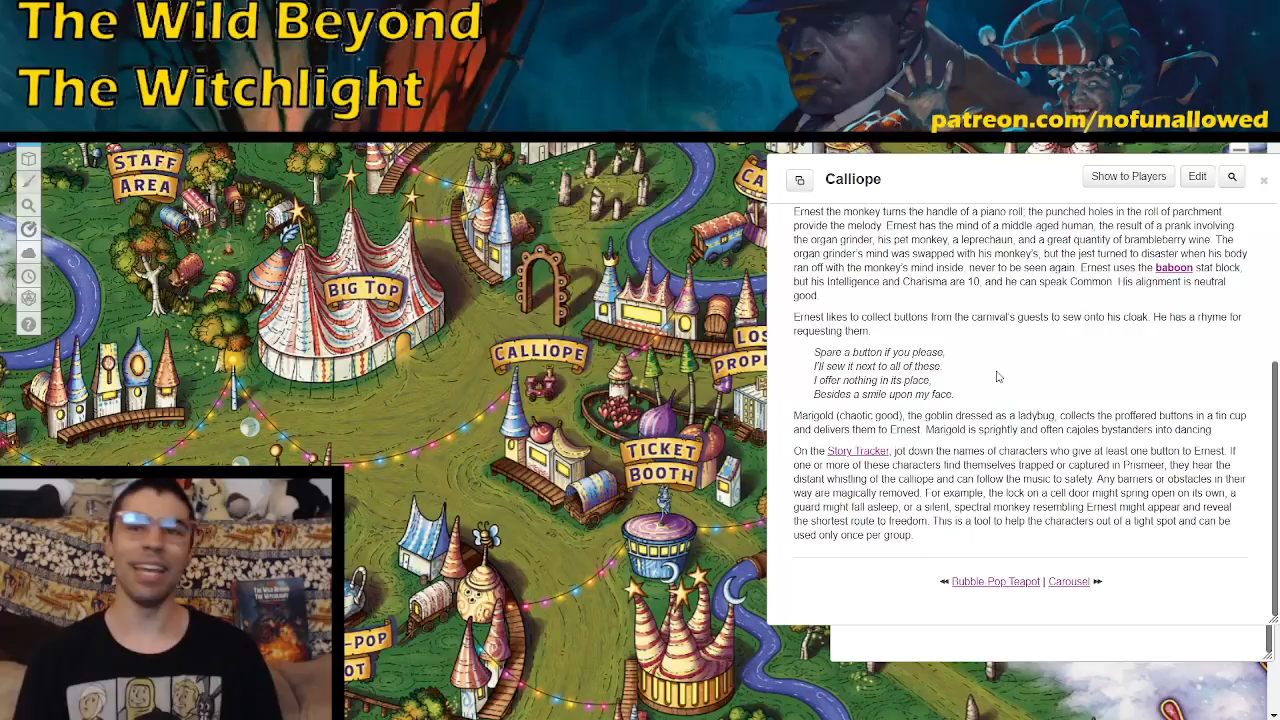 The Wild Beyond
The Witchlight
patreon.com/nofunallowed
STAFF
AREA
BIG TOP
CALLIOPE
CA
LOS
PROPE
TICKET
BOOTH
-POP
OT
Calliope
Show to Players
Edit
Ernest the monkey turns the handle of a piano roll; the punched holes in the roll of parchment
provide the melody. Ernest has the mind of a middle aged human, the result of a prank involving
the organ grinder, his pet monkey, a leprechaun, and a great quantity of brambleberry wine. The
organ grinder's mind was swapped with his monkey's, but the jest turned to disaster when his body
ran off with the monkey's mind inside, never to be seen again. Ernest uses the baboon stat block,
but his Intelligence and Charisma are 10, and he can speak Common. His alignment is neutral
good.
Ernest likes to collect buttons from the carnival's guests to sew onto his cloak. He has a rhyme for
requesting them.
Spare a button if you please,
I'll sew it next to all of these.
I offer nothing in its place,
Besides a smile upon my face.
Marigold (chaotic good), the goblin dressed as a ladybug, collects the proffered buttons in a tin cup
and delivers them to Ernest. Marigold is sprightly and often cajoles bystanders into dancing.
On the Story Tracker, jot down the names of characters who give at least one button to Ernest. If
one or more of these characters find themselves trapped or captured in Prismeer, they hear the
distant whistling of the calliope and can follow the music to safety. Any barriers or obstacles in their
way are magically removed. For example, the lock on a cell door might spring open on its own, a
guard might fall asleep, or a silent, spectral monkey resembling Ernest might appear and reveal
the shortest route to freedom. This is a tool to help the characters out of a tight spot and can be
used only once per group.
Bubble Pop Teapot | Carousel
THE WILD BEYOND
THE WITCHLIGHT